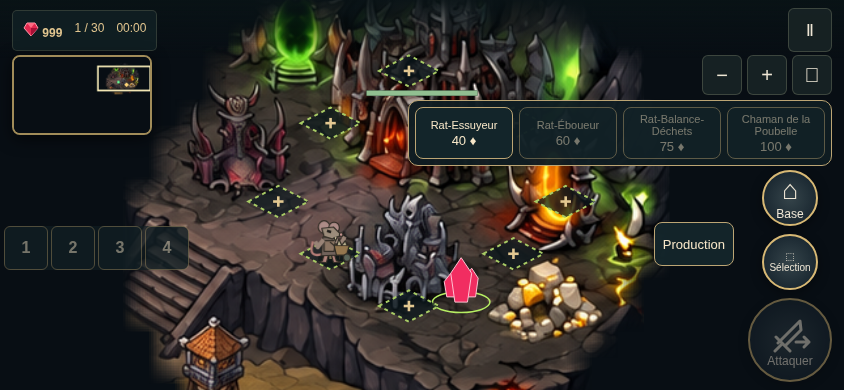 999 1 / 30 00:00
Rat-Essuyeur
40 ♦
Rat-Éboueur
60 ♦
Rat-Balance-
Déchets
75 ♦
Chaman de la
Poubelle
100 ♦
Base
1 2 3 4
Production
Sélection
Attaquer